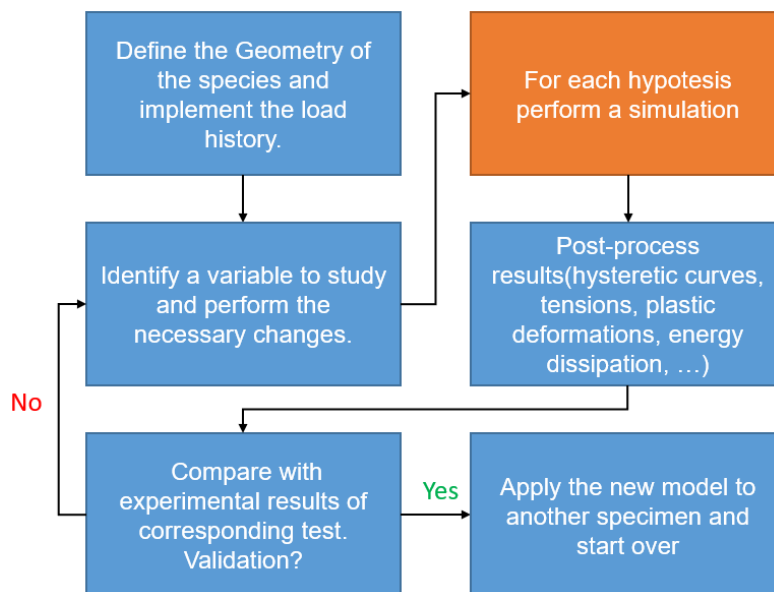 Define the Geometry of
the species and
implement the load
history.
For each hypotesis
perform a simulation
Identify a variable to study
and perform the
necessary changes.
Post-process
results(hysteretic curves,
tensions, plastic
deformations, energy
dissipation, …)
No
Compare with
experimental results of
corresponding test.
Validation?
Yes
Apply the new model to
another specimen and
start over